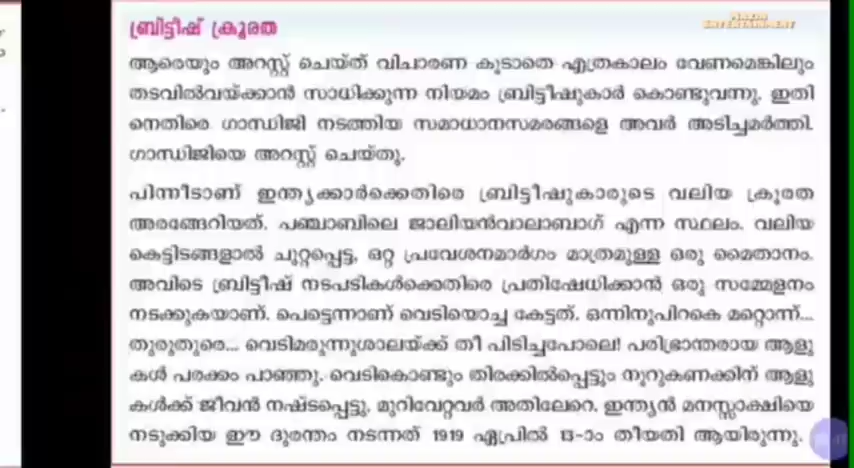 ബ്രിട്ടീഷ് ക്രൂരത
ആരെയും അറസ്റ്റ് ചെയ്ത് വിചാരണ കൂടാതെ എത്രകാലം വേണമെങ്കിലും
തടവിൽവയ്ക്കാൻ സാധിക്കുന്ന നിയമം ബ്രിട്ടീഷുകാർ കൊണ്ടുവന്നു. ഇതി
നെതിരെ ഗാന്ധിജി നടത്തിയ സമാധാനസമരങ്ങളെ അവർ അടിച്ചമർത്തി.
ഗാന്ധിജിയെ അറസ്റ്റ് ചെയ്തു.
പിന്നീടാണ് ഇന്ത്യക്കാർക്കെതിരെ ബ്രിട്ടീഷുകാരുടെ വലിയ ക്രൂരത
അരങ്ങേറിയത്. പഞ്ചാബിലെ ജാലിയൻവാലാബാഗ് എന്ന സ്ഥലം. വലിയ
കെട്ടിടങ്ങളാൽ ചുറ്റപ്പെട്ട, ഒറ്റ പ്രവേശനമാർഗം മാത്രമുള്ള ഒരു മൈതാനം.
അവിടെ ബ്രിട്ടീഷ് നടപടികൾക്കെതിരെ പ്രതിഷേധിക്കാൻ ഒരു സമ്മേളനം
നടക്കുകയാണ്. പെട്ടെന്നാണ് വെടിയൊച്ച കേട്ടത്. ഒന്നിനുപിറകെ മറ്റൊന്ന്...
തുരുതുരെ... വെടിമരുന്നുശാലയ്ക്ക് തീ പിടിച്ചപോലെ! പരിഭ്രാന്തരായ ആളു
കൾ പരക്കം പാഞ്ഞു. വെടികൊണ്ടും തിരക്കിൽപ്പെട്ടും നൂറുകണക്കിന് ആളു
കൾക്ക് ജീവൻ നഷ്ടപ്പെട്ടു. മുറിവേറ്റവർ അതിലേറെ. ഇന്ത്യൻ മനസ്സാക്ഷിയെ
നടുക്കിയ ഈ ദുരന്തം നടന്നത് 1919 ഏപ്രിൽ 13-ാം തീയതി ആയിരുന്നു.